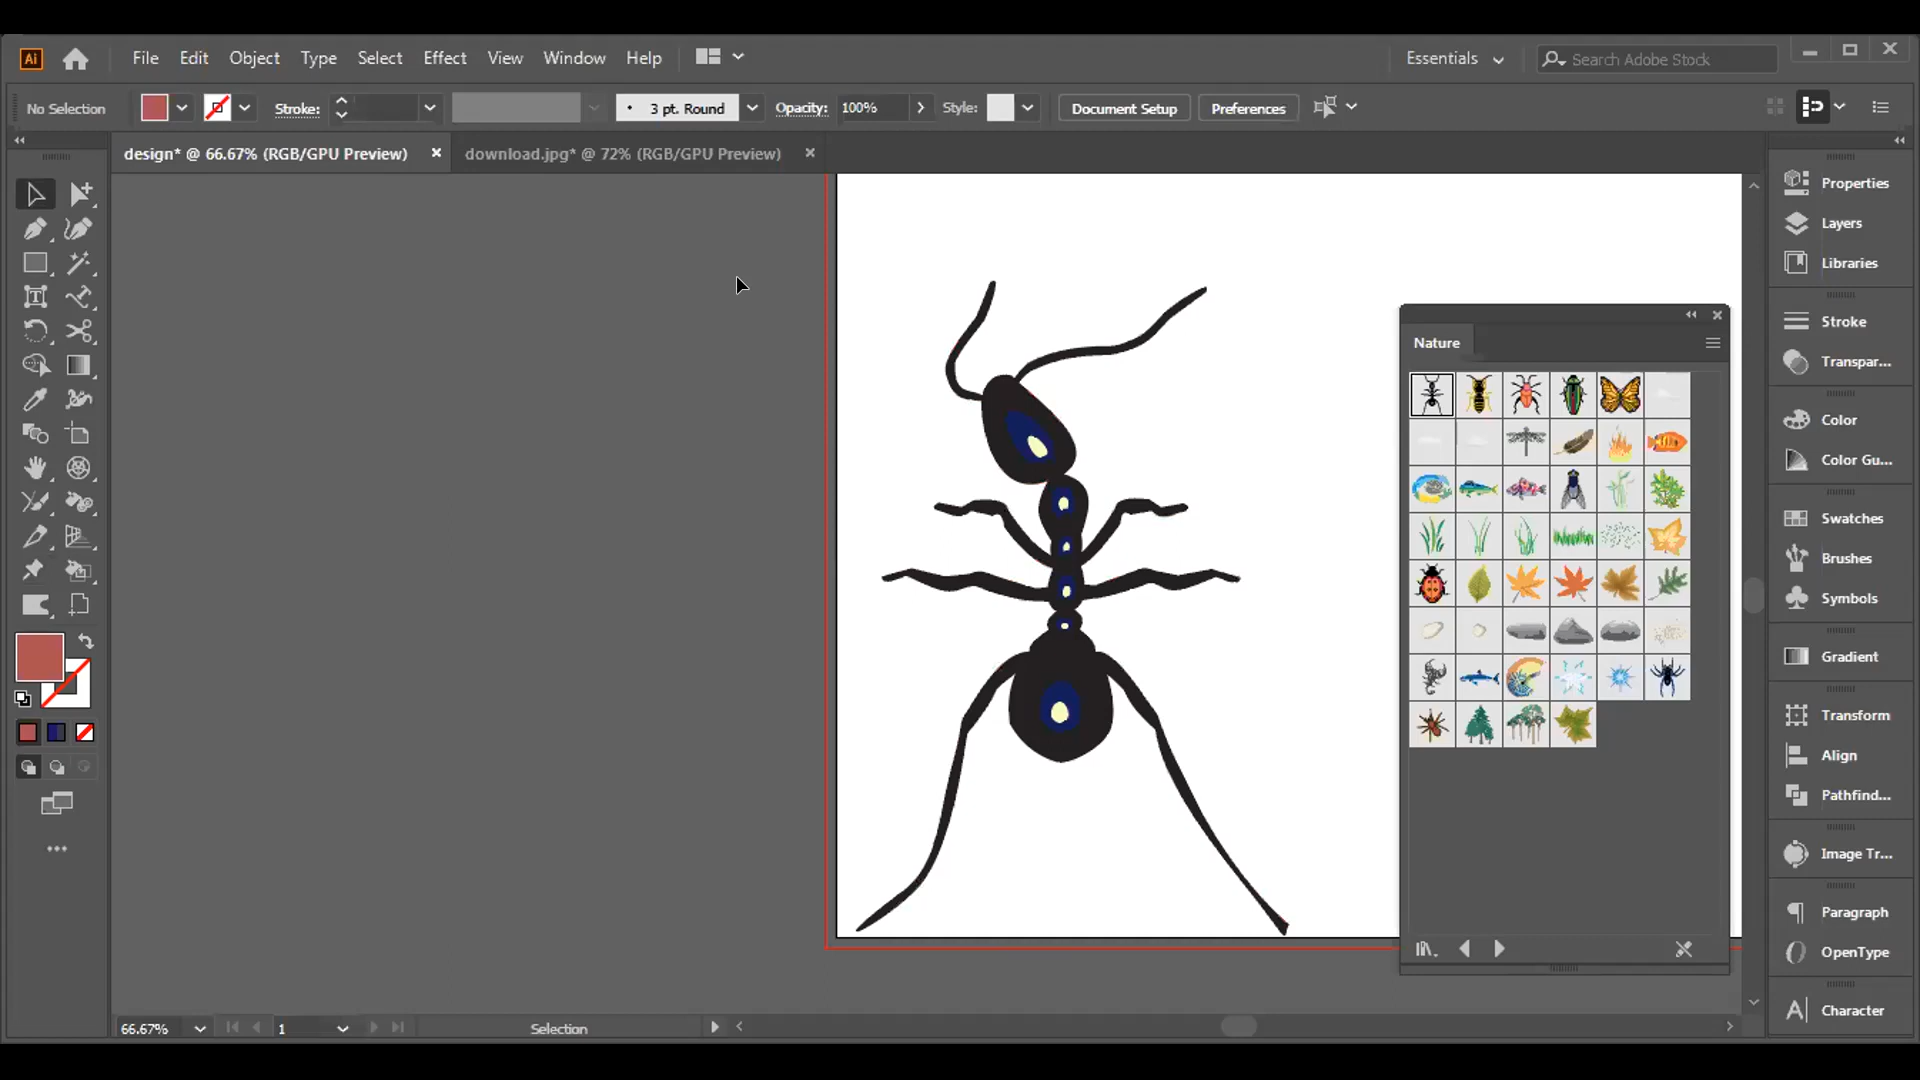 Ai File Edit Object Type Select Effect View Window Help Essentials Search Adobe Stock
No Selection Stroke: 3 pt. Round Opacity: 100% Style: Document Setup Preferences
design* @ 66.67% (RGB/GPU Preview) download.jpg* @ 72% (RGB/GPU Preview)
Properties
Layers
Libraries
Stroke
Transpar...
Color
Color Gu...
Swatches
Brushes
Symbols
Gradient
Transform
Align
Pathfind...
Image Tr...
Paragraph
OpenType
Character
Nature
66.67% 1 Selection